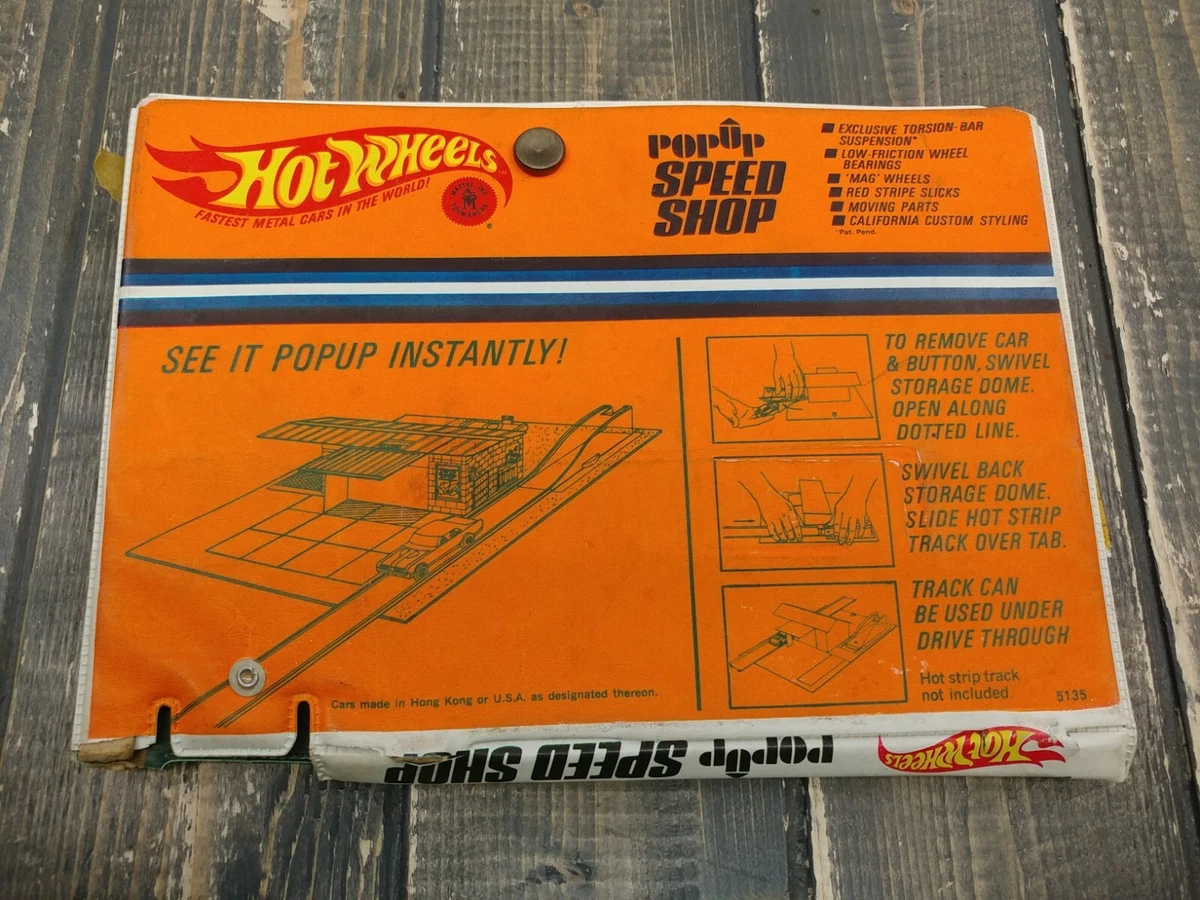 HOT WHEELS
FASTEST METAL CARS IN THE WORLD!
MATTEL INC.
TOYMAKERS
POPUP
SPEED
SHOP
EXCLUSIVE TORSION-BAR
SUSPENSION*
LOW-FRICTION WHEEL
BEARINGS
'MAG' WHEELS
RED STRIPE SLICKS
MOVING PARTS
CALIFORNIA CUSTOM STYLING
*Pat. Pend.
SEE IT POPUP INSTANTLY!
TO REMOVE CAR
& BUTTON, SWIVEL
STORAGE DOME.
OPEN ALONG
DOTTED LINE.
SWIVEL BACK
STORAGE DOME.
SLIDE HOT STRIP
TRACK OVER TAB.
TRACK CAN
BE USED UNDER
DRIVE THROUGH
Hot strip track
not included.
5135
Cars made in Hong Kong or U.S.A. as designated thereon.
HOT WHEELS POPUP SPEED SHOP